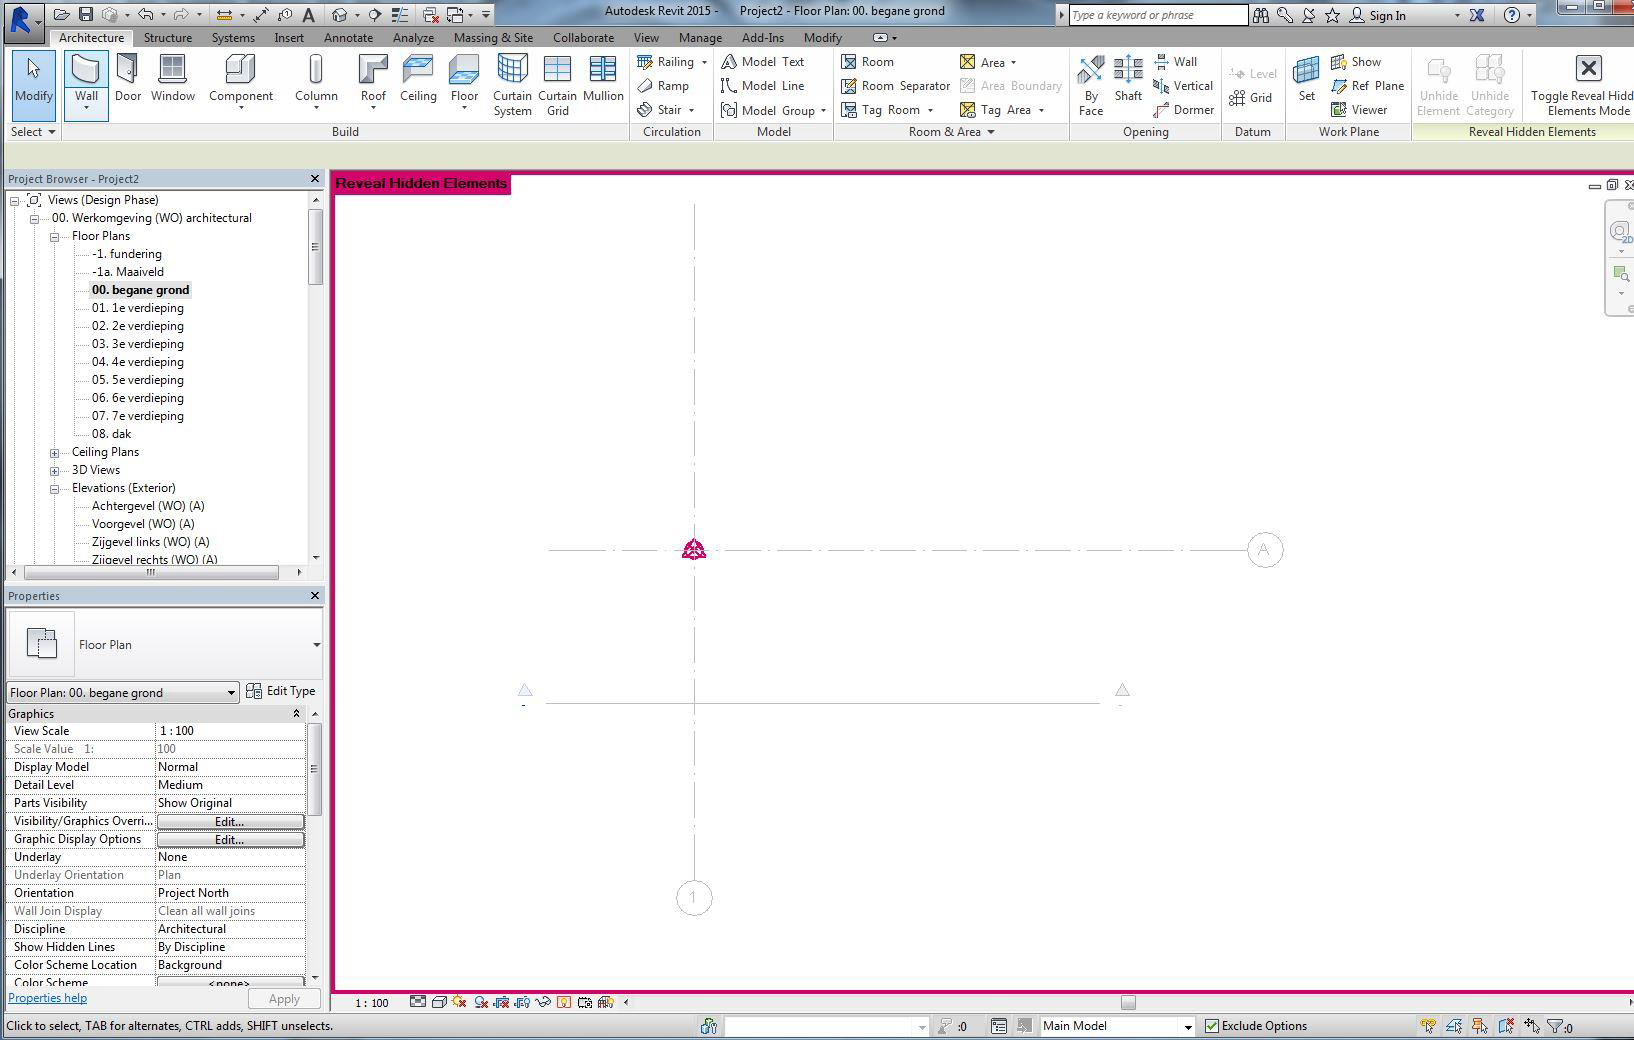 Autodesk Revit 2015 -    Project2 - Floor Plan: 00. begane grond
Type a keyword or phrase
Sign In
Architecture Structure Systems Insert Annotate Analyze Massing & Site Collaborate View Manage Add-Ins Modify
Modify
Wall
Door
Window
Component
Column
Roof
Ceiling
Floor
Curtain System
Curtain Grid
Mullion
Railing
Ramp
Stair
Model Text
Model Line
Model Group
Room
Room Separator
Tag Room
Area
Area Boundary
Tag Area
By Face
Shaft
Wall
Vertical
Dormer
Level
Grid
Set
Show
Ref Plane
Viewer
Unhide Element
Unhide Category
Toggle Reveal Hidd
Elements Mode
Select
Build
Circulation
Model
Room & Area
Opening
Datum
Work Plane
Reveal Hidden Elements
Project Browser - Project2
Views (Design Phase)
00. Werkomgeving (WO) architectural
Floor Plans
-1. fundering
-1a. Maaiveld
00. begane grond
01. 1e verdieping
02. 2e verdieping
03. 3e verdieping
04. 4e verdieping
05. 5e verdieping
06. 6e verdieping
07. 7e verdieping
08. dak
Ceiling Plans
3D Views
Elevations (Exterior)
Achtergevel (WO) (A)
Voorgevel (WO) (A)
Zijgevel links (WO) (A)
Zijgevel rechts (WO) (A)
Properties
Floor Plan
Floor Plan: 00. begane grond
Edit Type
Graphics
View Scale 1 : 100
Scale Value 1: 100
Display Model Normal
Detail Level Medium
Parts Visibility Show Original
Visibility/Graphics Overri... Edit...
Graphic Display Options Edit...
Underlay None
Underlay Orientation Plan
Orientation Project North
Wall Join Display Clean all wall joins
Discipline Architectural
Show Hidden Lines By Discipline
Color Scheme Location Background
Color Scheme <none>
Properties help
Apply
Reveal Hidden Elements
2D
A
1
1 : 100
Click to select, TAB for alternates, CTRL adds, SHIFT unselects.
:0
Main Model
Exclude Options
:0